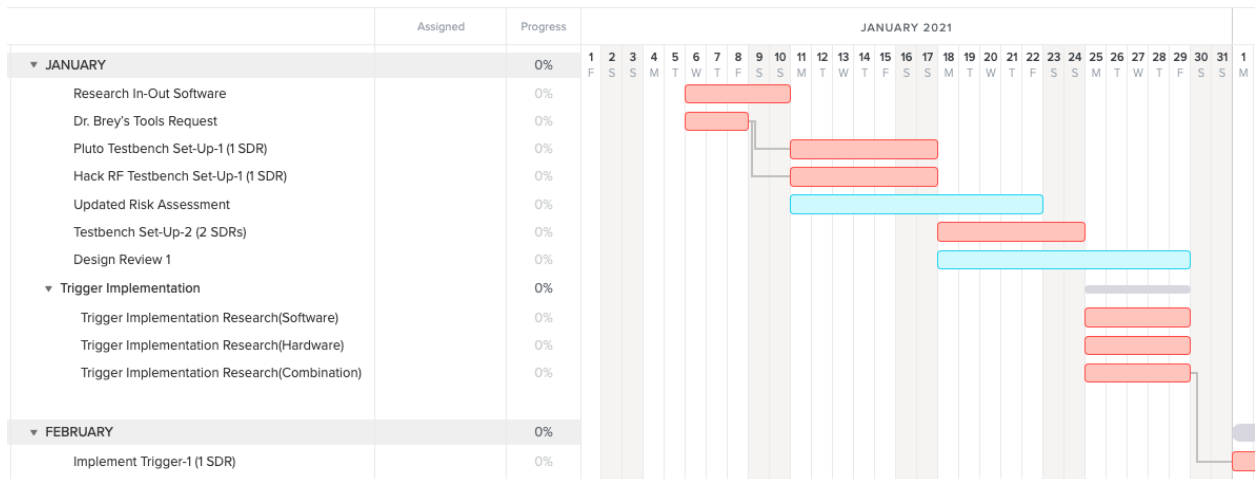 Assigned Progress JANUARY 2021
1 2 3 4 5 6 7 8 9 10 11 12 13 14 15 16 17 18 19 20 21 22 23 24 25 26 27 28 29 30 31 1
JANUARY 0% F S S M T W T F S S M T W T F S S M T W T F S S M T W T F S S M
Research In-Out Software 0%
Dr. Brey's Tools Request 0%
Pluto Testbench Set-Up-1 (1 SDR) 0%
Hack RF Testbench Set-Up-1 (1 SDR) 0%
Updated Risk Assessment 0%
Testbench Set-Up-2 (2 SDRs) 0%
Design Review 1 0%
Trigger Implementation 0%
Trigger Implementation Research(Software) 0%
Trigger Implementation Research(Hardware) 0%
Trigger Implementation Research(Combination) 0%
FEBRUARY 0%
Implement Trigger-1 (1 SDR) 0%